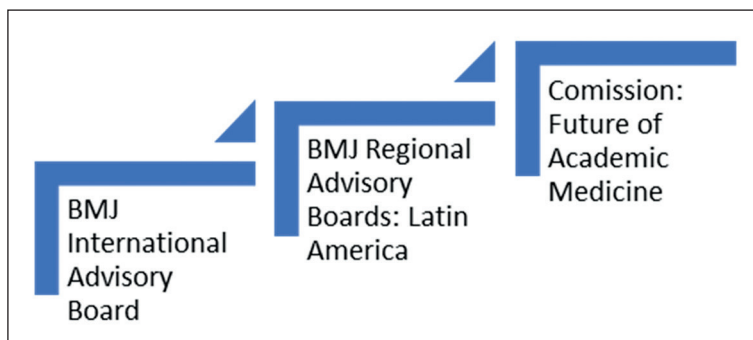 BMJ
International
Advisory
Board
BMJ Regional
Advisory
Boards: Latin
America
Comission:
Future of
Academic
Medicine